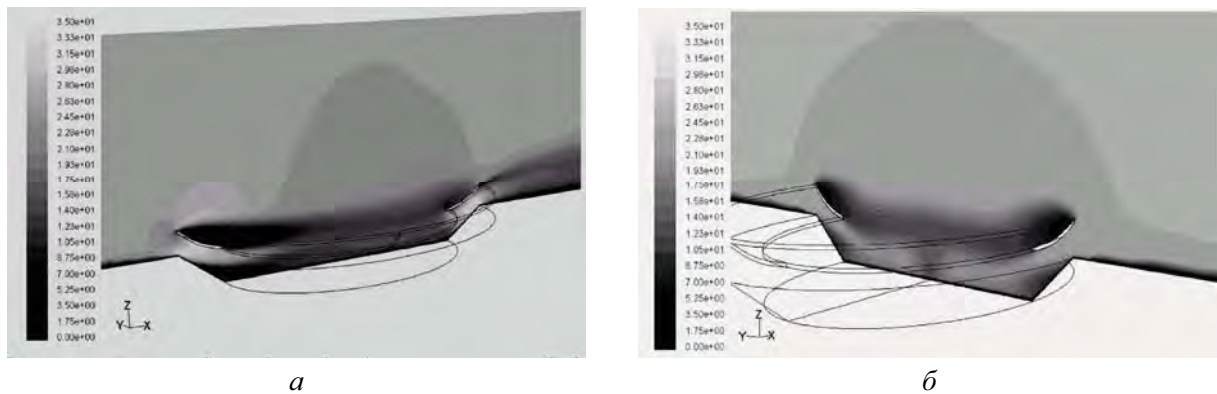 3.50e+01
3.33e+01
3.15e+01
2.98e+01
2.80e+01
2.63e+01
2.45e+01
2.28e+01
2.10e+01
1.93e+01
1.75e+01
1.58e+01
1.40e+01
1.23e+01
1.05e+01
8.75e+00
7.00e+00
5.25e+00
3.50e+00
1.75e+00
0.00e+00
Z
Y X
3.50e+01
3.33e+01
3.15e+01
2.98e+01
2.80e+01
2.63e+01
2.45e+01
2.28e+01
2.10e+01
1.93e+01
1.75e+01
1.58e+01
1.40e+01
1.23e+01
1.05e+01
8.75e+00
7.00e+00
5.25e+00
3.50e+00
1.75e+00
0.00e+00
Z
Y X
а
б